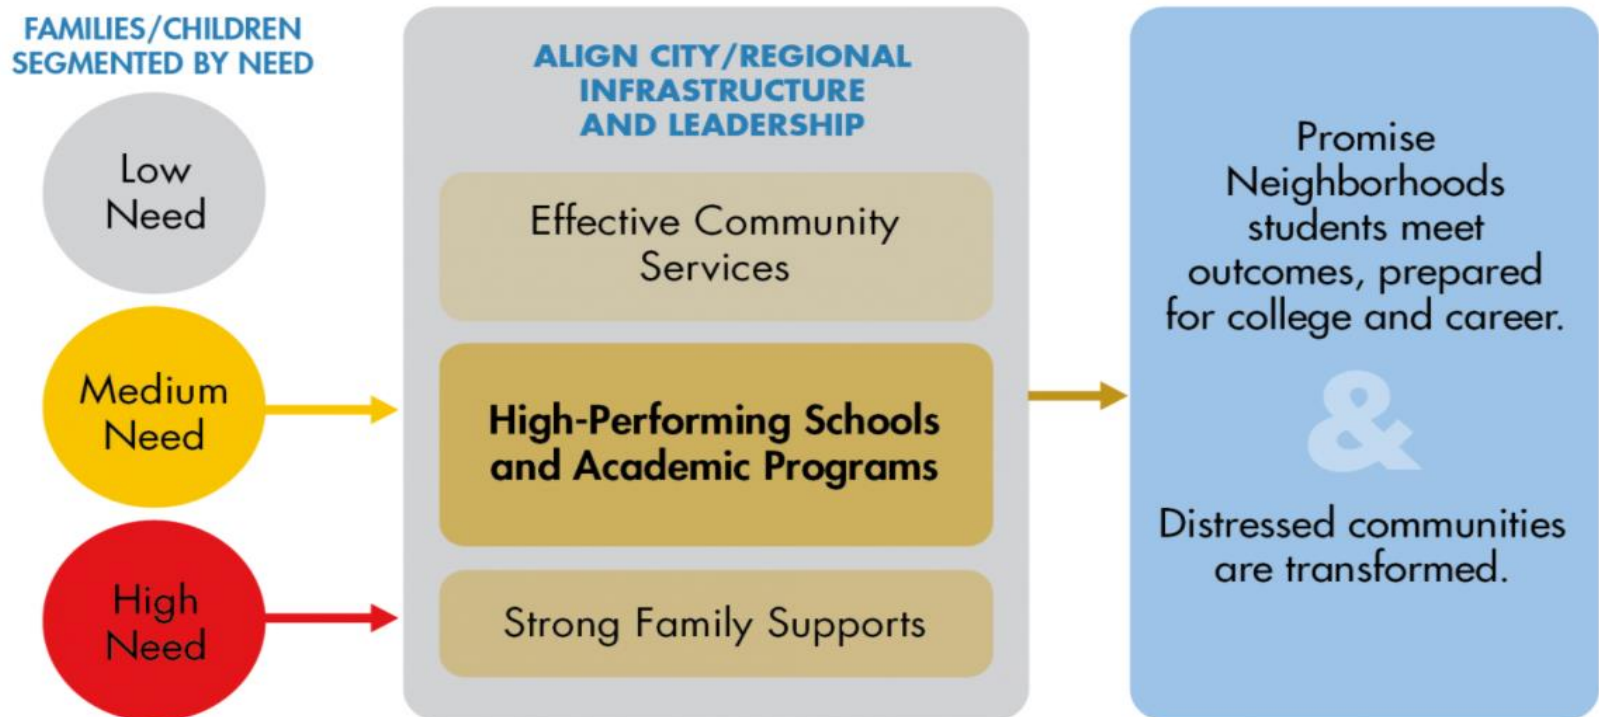 FAMILIES/CHILDREN
SEGMENTED BY NEED
Low
Need
Medium
Need
High
Need
ALIGN CITY/REGIONAL
INFRASTRUCTURE
AND LEADERSHIP
Effective Community
Services
High-Performing Schools
and Academic Programs
Strong Family Supports
Promise
Neighborhoods
students meet
outcomes, prepared
for college and career.
&
Distressed communities
are transformed.